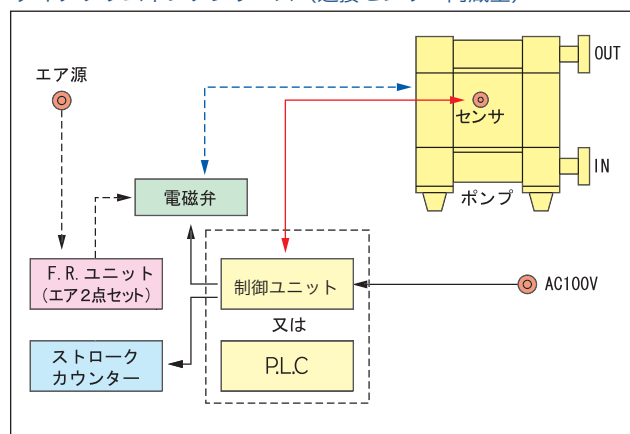 エア源
OUT
センサ
IN
ポンプ
電磁弁
F.R.ユニット
(エア2点セット)
制御ユニット
AC100V
又は
ストローク
カウンター
P.L.C